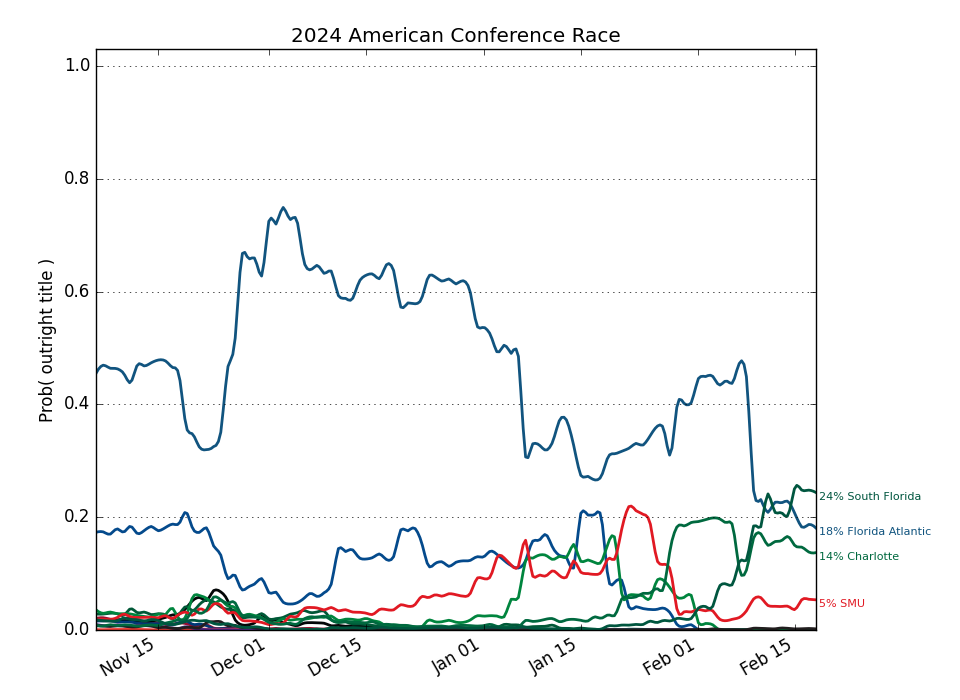 2024 American Conference Race
Prob( outright title )
1.0
0.8
0.6
0.4
0.2
0.0
Nov 15
Dec 01
Dec 15
Jan 01
Jan 15
Feb 01
Feb 15
24% South Florida
18% Florida Atlantic
14% Charlotte
5% SMU